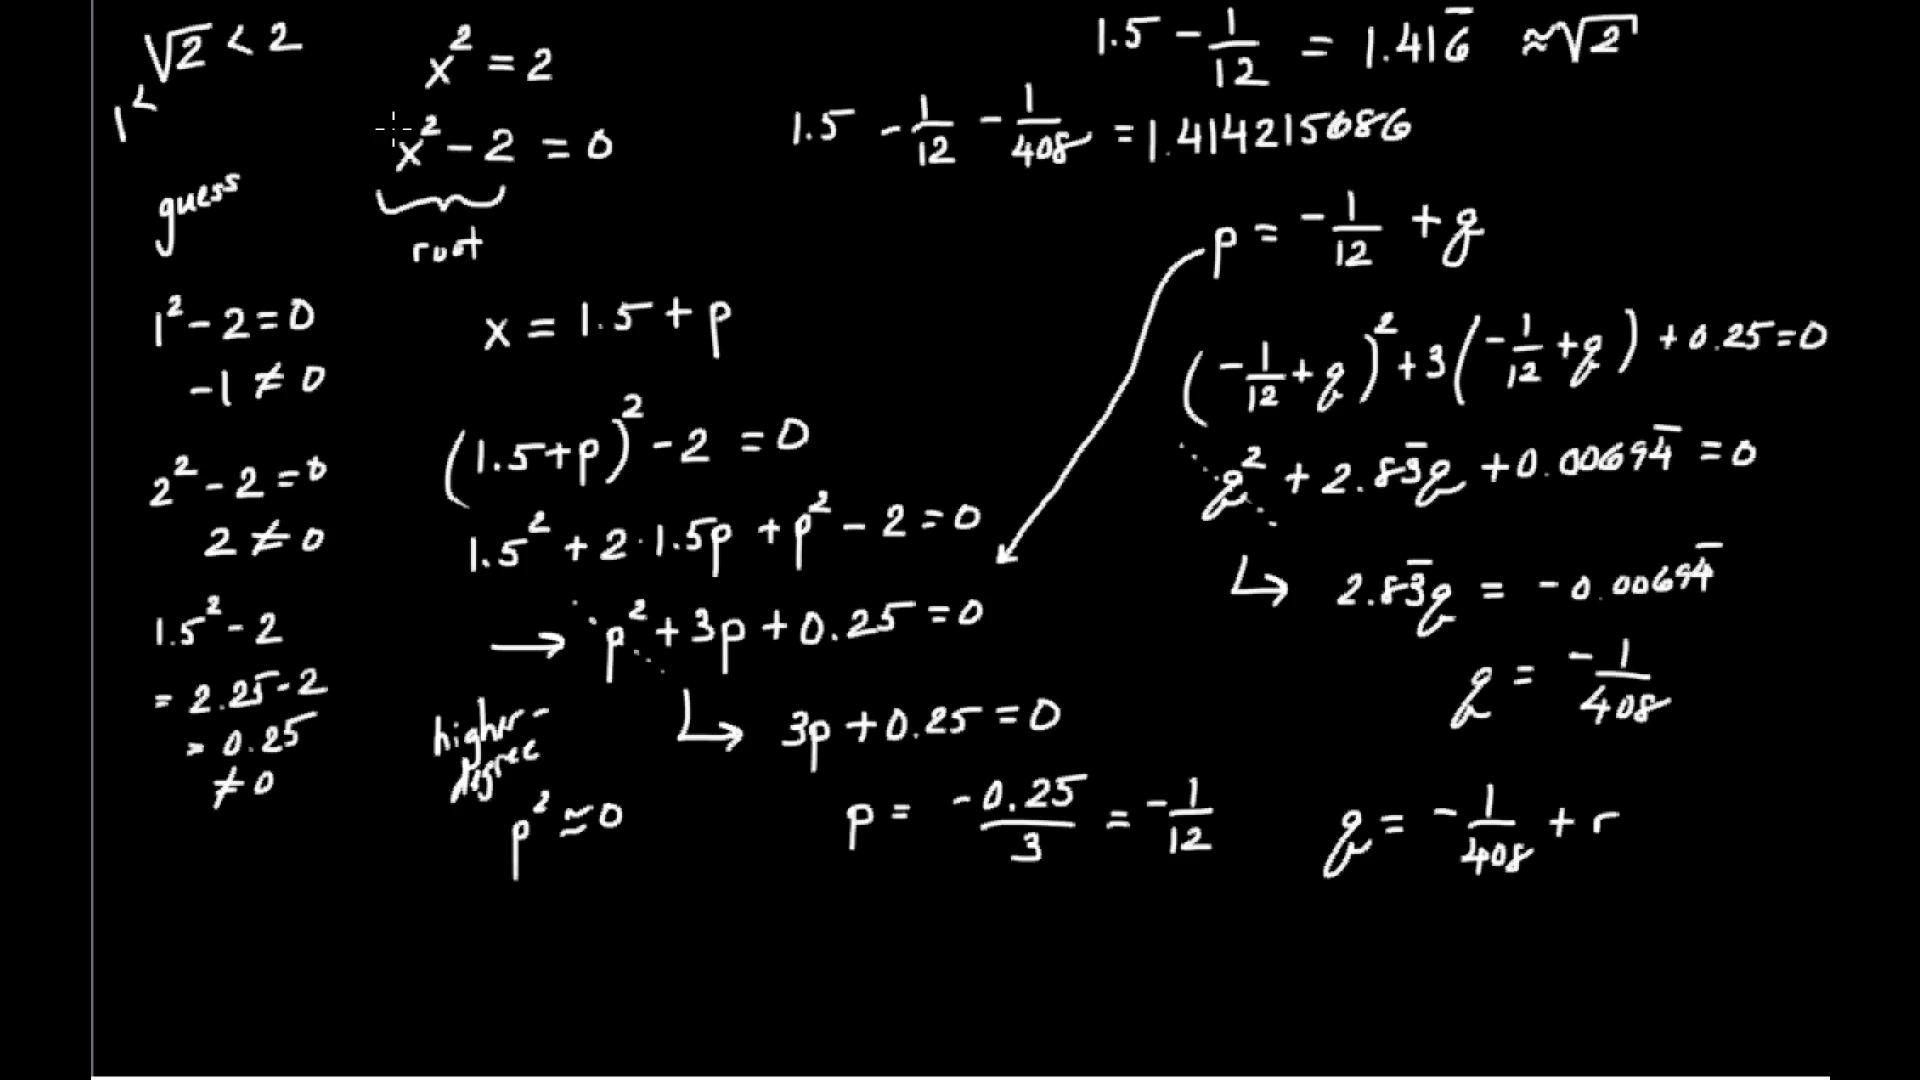 1 < √2 < 2
guess
1² - 2 = 0
-1 ≠ 0
2² - 2 = 0
2 ≠ 0
1.5² - 2
= 2.25 - 2
= 0.25
≠ 0
x² = 2
x² - 2 = 0
root
x = 1.5 + p
(1.5 + p)² - 2 = 0
1.5² + 2 · 1.5p + p² - 2 = 0
→ p² + 3p + 0.25 = 0
higher-
degree
p² ≈ 0
↳ 3p + 0.25 = 0
p = -0.25/3 = -1/12
1.5 - 1/12 = 1.416̅ ≈ √2
1.5 - 1/12 - 1/408 = 1.414215686
p = -1/12 + q
(-1/12 + q)² + 3(-1/12 + q) + 0.25 = 0
q² + 2.83̅q + 0.00694̅ = 0
↳ 2.83̅q = -0.00694̅
q = -1/408
q = -1/408 + r